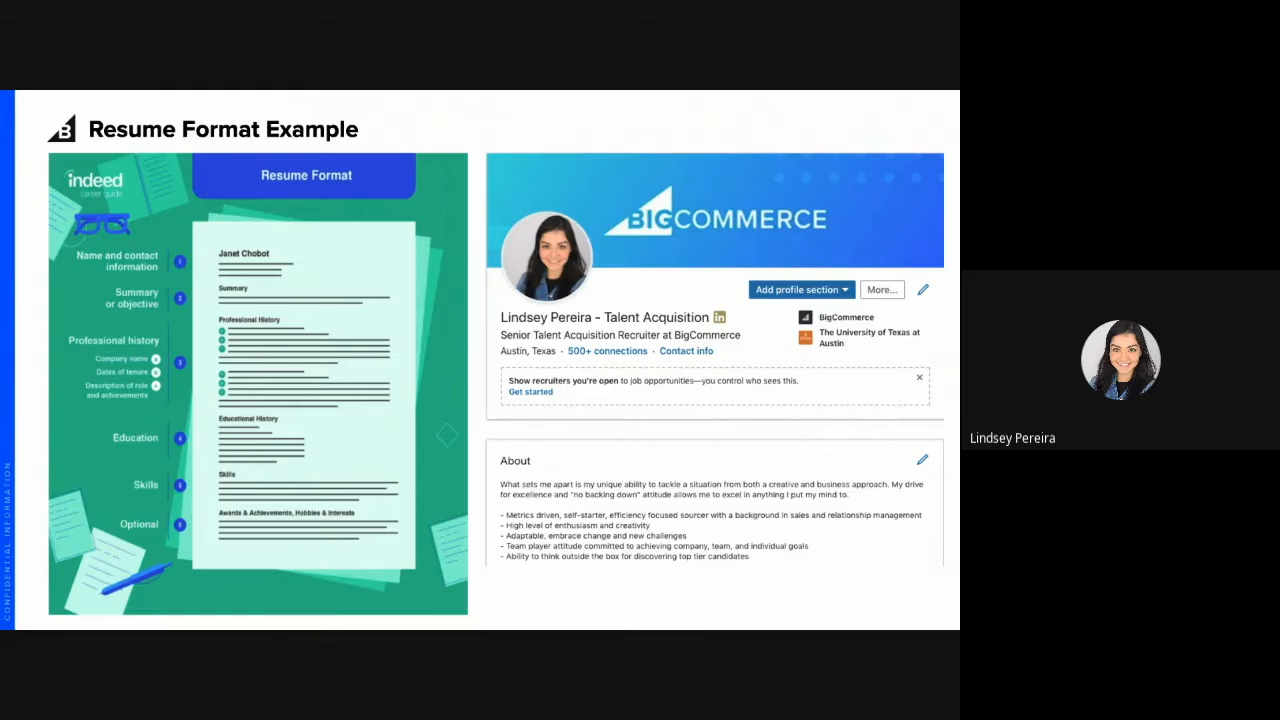 Resume Format Example
indeed
career guide
Resume Format
Name and contact
information
1
Summary
or objective
2
Professional history
Company name a
Dates of tenure b
Description of role c
and achievements
3
Education 4
Skills 5
Optional 6
Janet Chobot
Summary
Professional History
Educational History
Skills
Awards & Achievements, Hobbies & Interests
BIGCOMMERCE
Add profile section
More...
Lindsey Pereira - Talent Acquisition in
Senior Talent Acquisition Recruiter at BigCommerce
Austin, Texas · 500+ connections · Contact info
BigCommerce
The University of Texas at
Austin
Show recruiters you're open to job opportunities—you control who sees this.
Get started
About
What sets me apart is my unique ability to tackle a situation from both a creative and business approach. My drive
for excellence and "no backing down" attitude allows me to excel in anything I put my mind to.
- Metrics driven, self-starter, efficiency focused sourcer with a background in sales and relationship management
- High level of enthusiasm and creativity
- Adaptable, embrace change and new challenges
- Team player attitude committed to achieving company, team, and individual goals
- Ability to think outside the box for discovering top tier candidates
CONFIDENTIAL INFORMATION
Lindsey Pereira